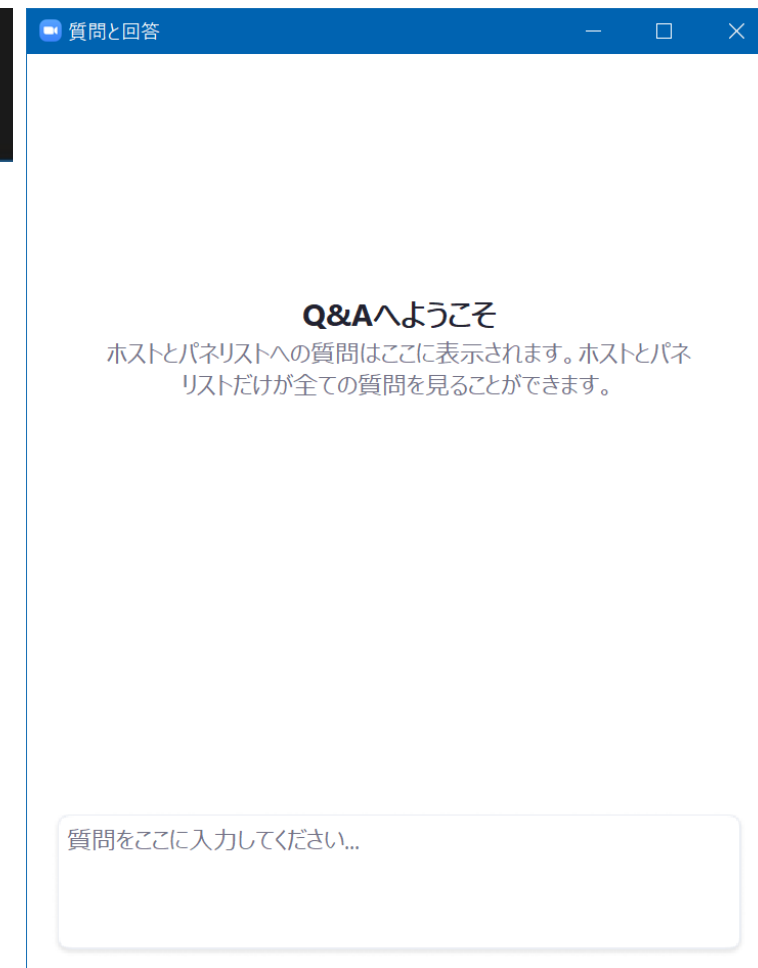 質問と回答
Q&Aへようこそ
ホストとパネリストへの質問はここに表示されます。ホストとパネ
リストだけが全ての質問を見ることができます。
質問をここに入力してください...